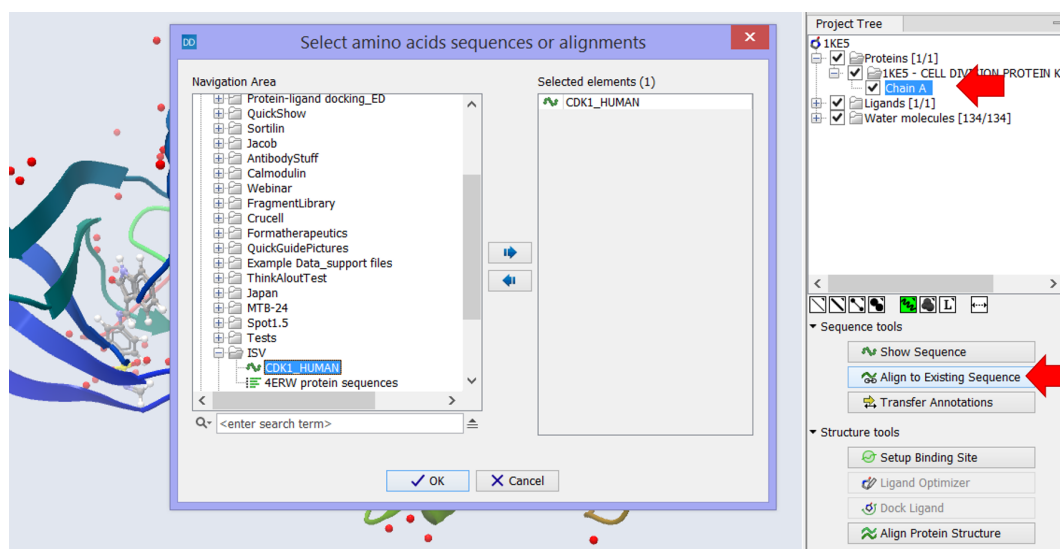 DD
Select amino acids sequences or alignments
x
Navigation Area
Protein-ligand docking_ED
QuickShow
Sortilin
Jacob
AntibodyStuff
Calmodulin
Webinar
FragmentLibrary
Crucell
Formatherapeutics
QuickGuidePictures
Example Data_support files
ThinkAloutTest
Japan
MTB-24
Spot1.5
Tests
ISV
CDK1_HUMAN
4ERW protein sequences
<enter search term>
Selected elements (1)
CDK1_HUMAN
OK
Cancel
Project Tree
1KE5
Proteins [1/1]
1KE5 - CELL DIVISION PROTEIN K
Chain A
Ligands [1/1]
Water molecules [134/134]
L
Sequence tools
Show Sequence
Align to Existing Sequence
Transfer Annotations
Structure tools
Setup Binding Site
Ligand Optimizer
Dock Ligand
Align Protein Structure